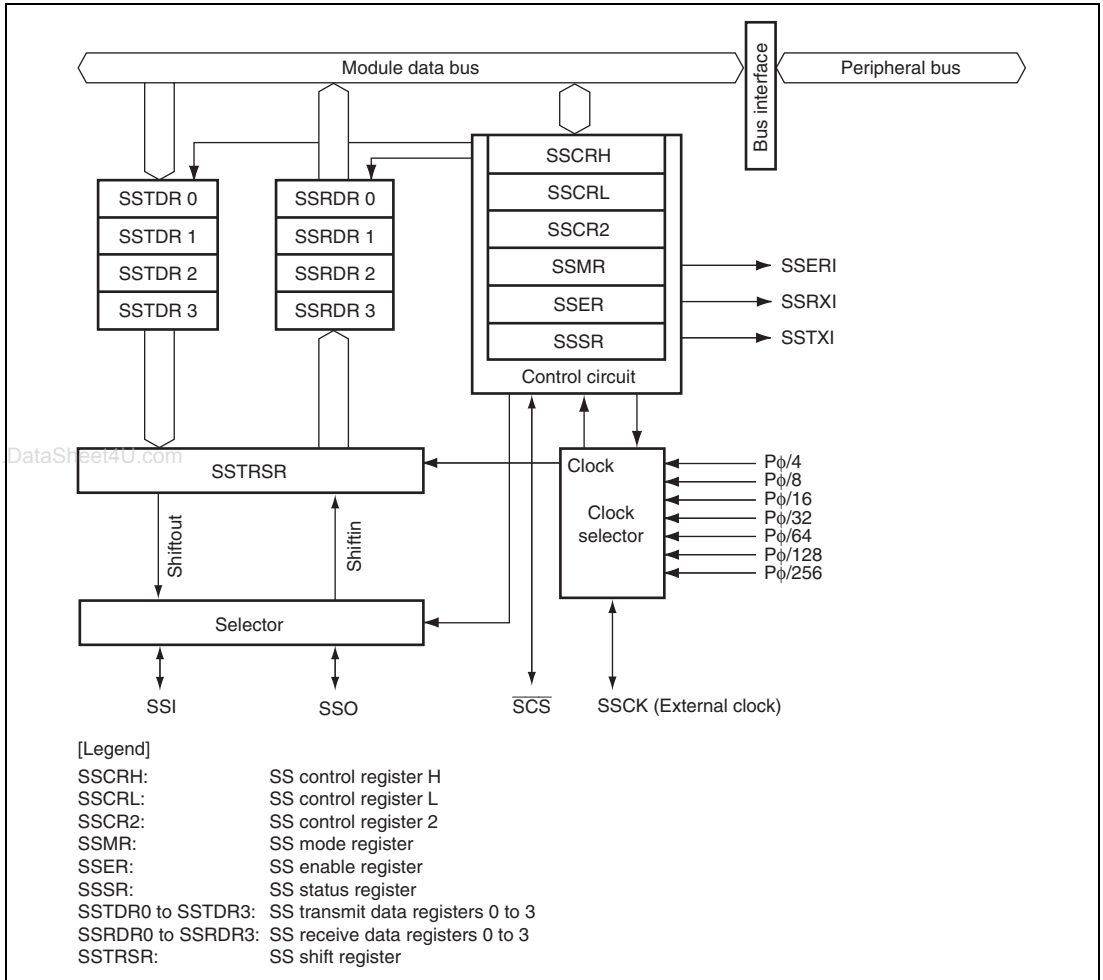 Module data bus
Bus interface
Peripheral bus
SSTDR 0
SSTDR 1
SSTDR 2
SSTDR 3
SSRDR 0
SSRDR 1
SSRDR 2
SSRDR 3
SSCRH
SSCRL
SSCR2
SSMR
SSER
SSSR
Control circuit
SSERI
SSRXI
SSTXI
.DataSheet4U.com
SSTRSR
Clock
Clock
selector
Pϕ/4
Pϕ/8
Pϕ/16
Pϕ/32
Pϕ/64
Pϕ/128
Pϕ/256
Shiftout
Shiftin
Selector
SSI
SSO
SCS
SSCK (External clock)
[Legend]
SSCRH: SS control register H
SSCRL: SS control register L
SSCR2: SS control register 2
SSMR: SS mode register
SSER: SS enable register
SSSR: SS status register
SSTDR0 to SSTDR3: SS transmit data registers 0 to 3
SSRDR0 to SSRDR3: SS receive data registers 0 to 3
SSTRSR: SS shift register